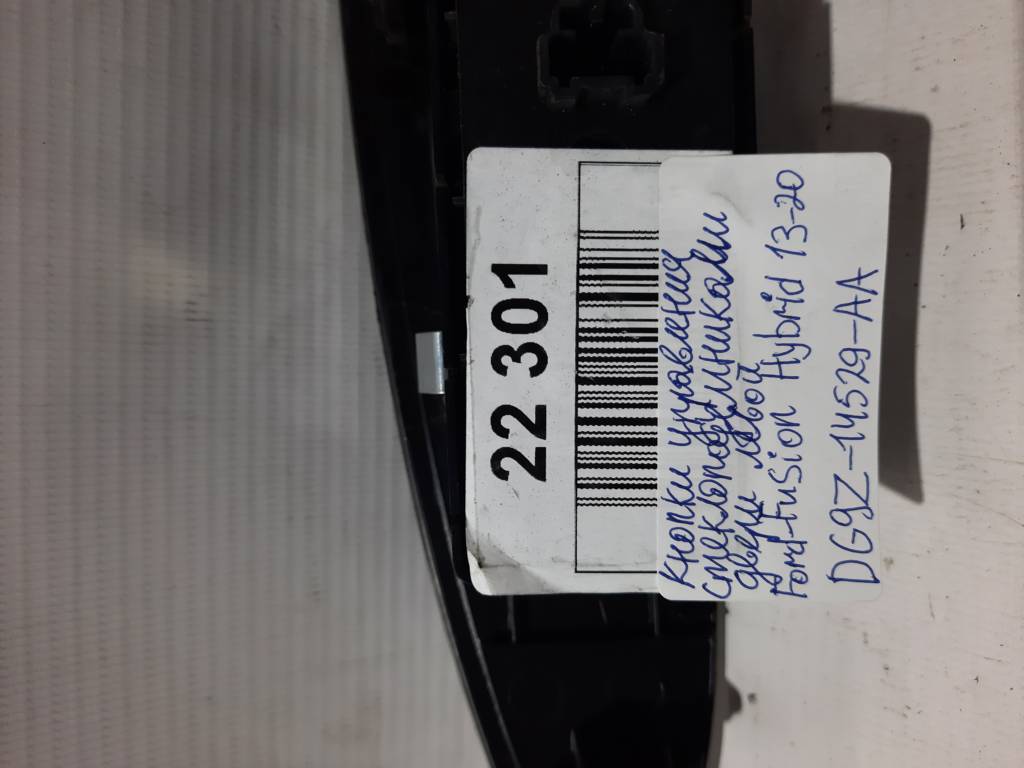 22 301
кнопки управления
стеклоподъемниками
двери левой
Ford-Fusion Hybrid 13-20
DG9Z-14529-AA